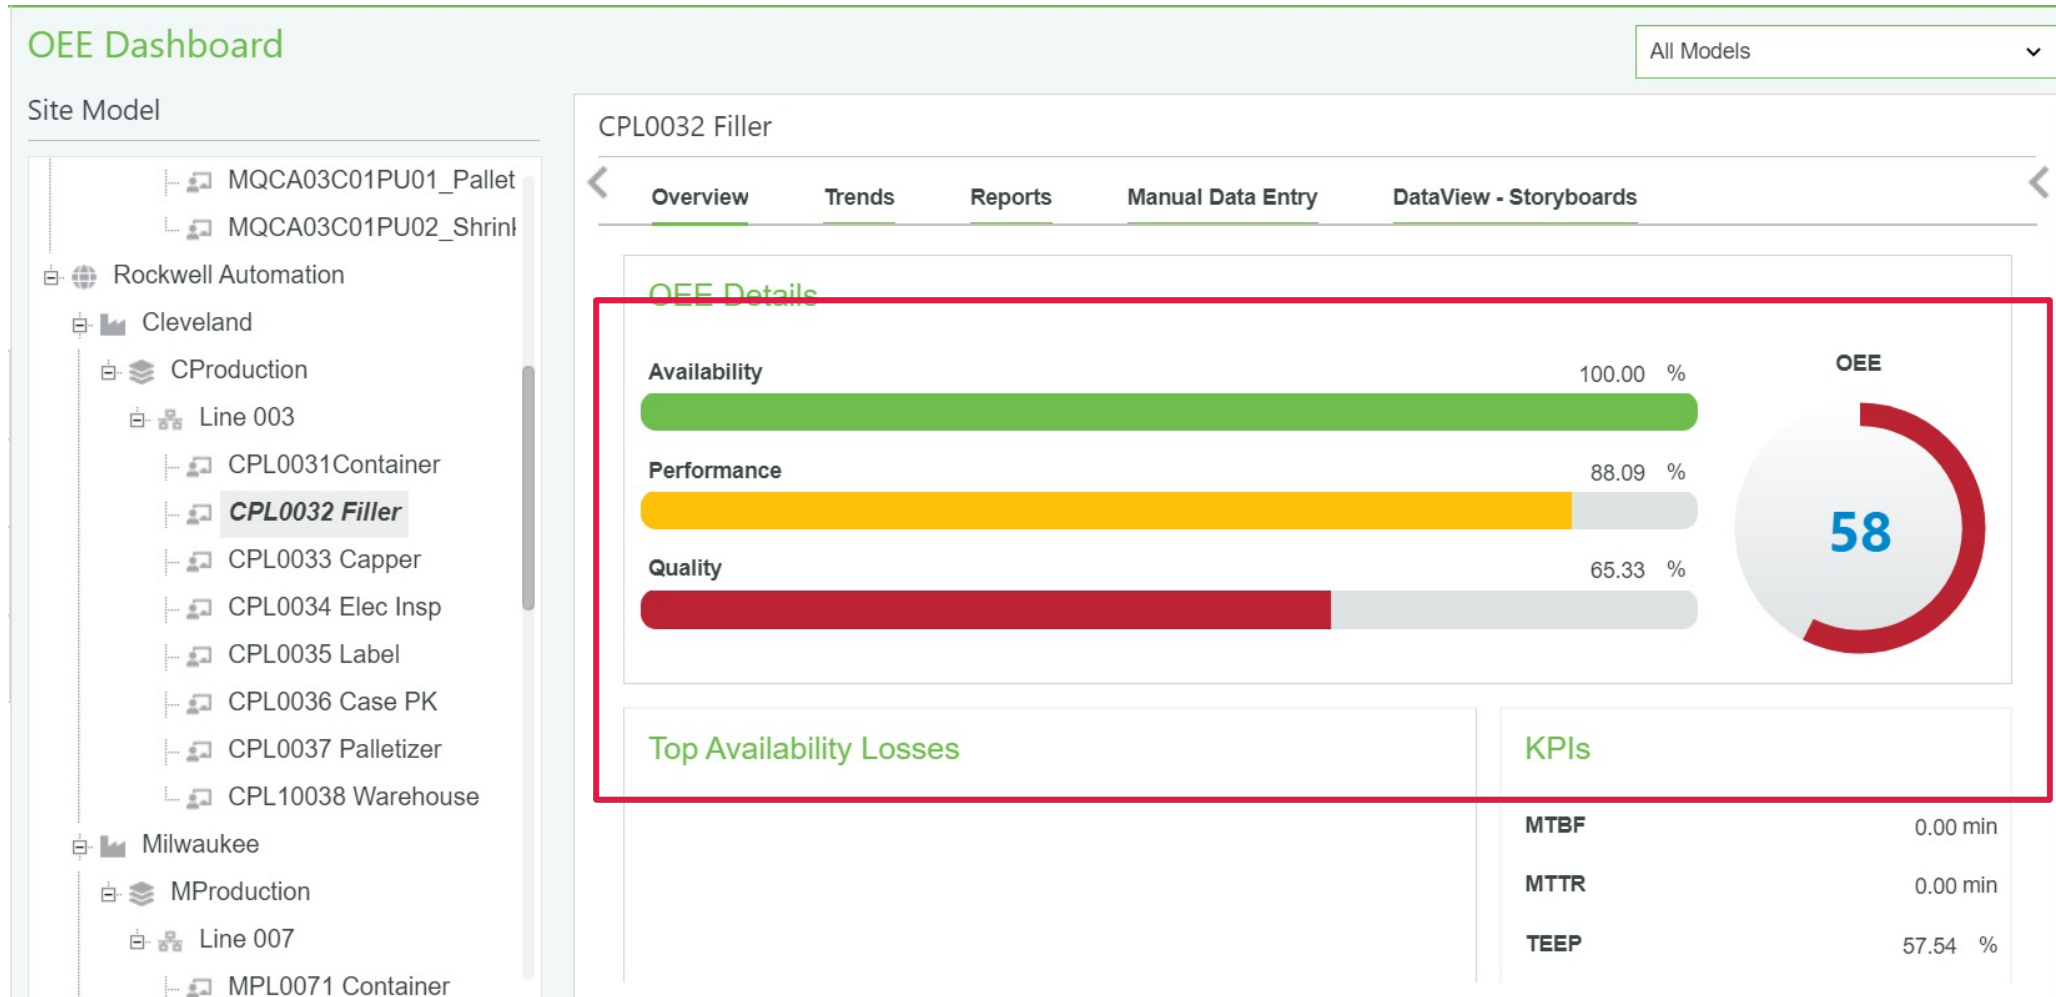 OEE Dashboard
All Models
Site Model
MQCA03C01PU01_Pallet
MQCA03C01PU02_Shrink
Rockwell Automation
Cleveland
CProduction
Line 003
CPL0031Container
CPL0032 Filler
CPL0033 Capper
CPL0034 Elec Insp
CPL0035 Label
CPL0036 Case PK
CPL0037 Palletizer
CPL10038 Warehouse
Milwaukee
MProduction
Line 007
MPL0071 Container
CPL0032 Filler
Overview Trends Reports Manual Data Entry DataView - Storyboards
OEE Details
Availability 100.00 %
Performance 88.09 %
Quality 65.33 %
OEE
58
Top Availability Losses
KPIs
MTBF 0.00 min
MTTR 0.00 min
TEEP 57.54 %